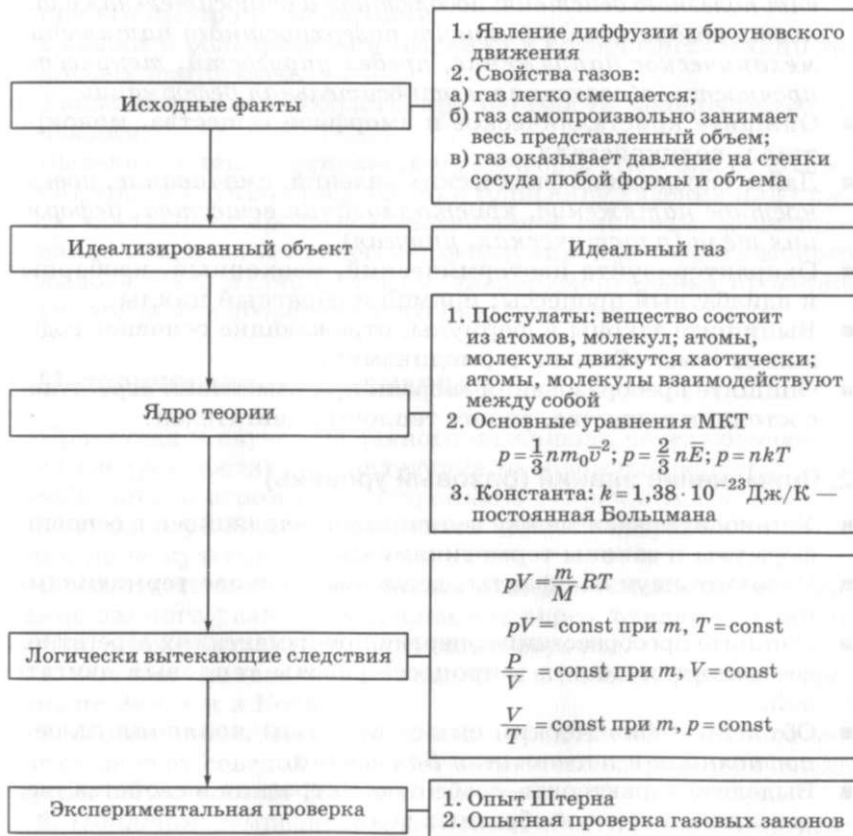 Исходные факты
1. Явление диффузии и броуновского
движения
2. Свойства газов:
а) газ легко смещается;
б) газ самопроизвольно занимает
весь представленный объем;
в) газ оказывает давление на стенки
сосуда любой формы и объема
Идеализированный объект
Идеальный газ
Ядро теории
1. Постулаты: вещество состоит
из атомов, молекул; атомы,
молекулы движутся хаотически;
атомы, молекулы взаимодействуют
между собой
2. Основные уравнения МКТ
p = 1/3 nm₀v̄²; p = 2/3 nE; p = nkT
3. Константа: k = 1,38 · 10⁻²³ Дж/К —
постоянная Больцмана
Логически вытекающие следствия
pV = m/M RT
pV = const при m, T = const
p/V = const при m, V = const
V/T = const при m, p = const
Экспериментальная проверка
1. Опыт Штерна
2. Опытная проверка газовых законов